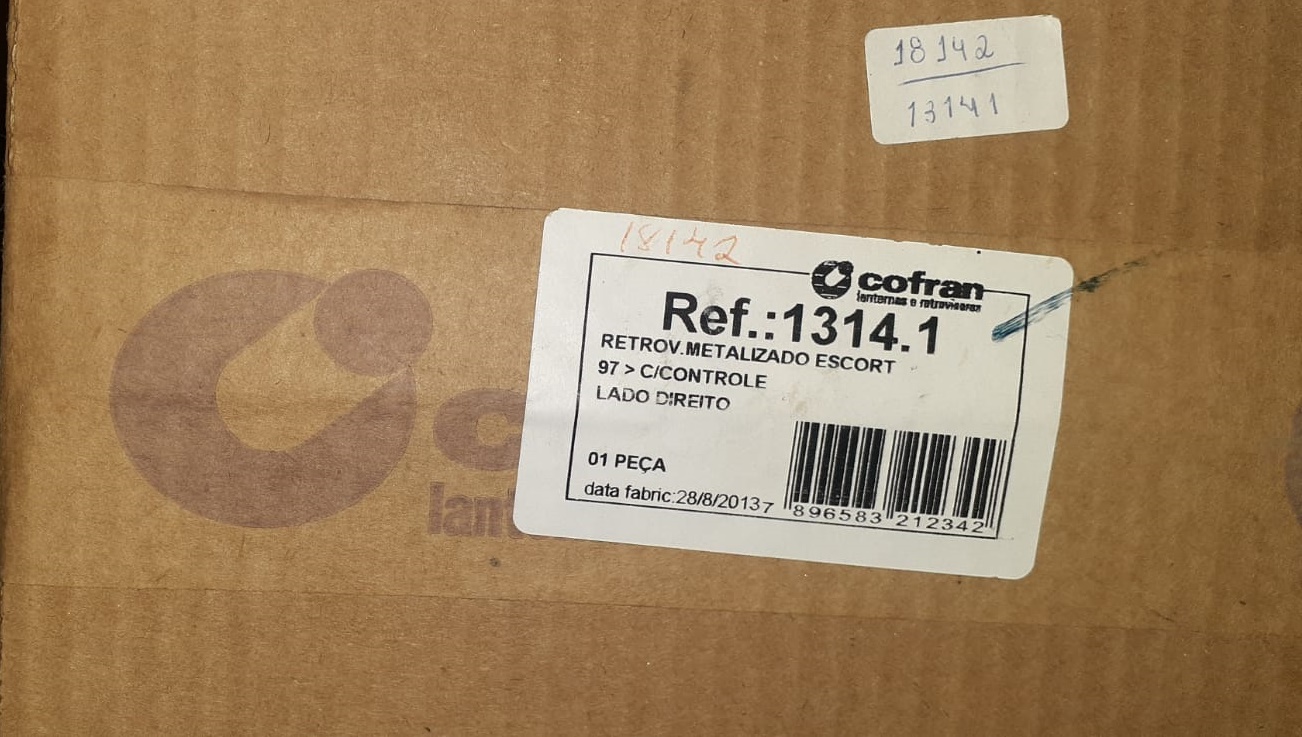 18142
13141
18142
cofran
lanternas e retrovisores
Ref.:1314.1
RETROV.METALIZADO ESCORT
97 > C/CONTROLE
LADO DIREITO
01 PEÇA
data fabric:28/8/2013
7 896583 212342
c
lant